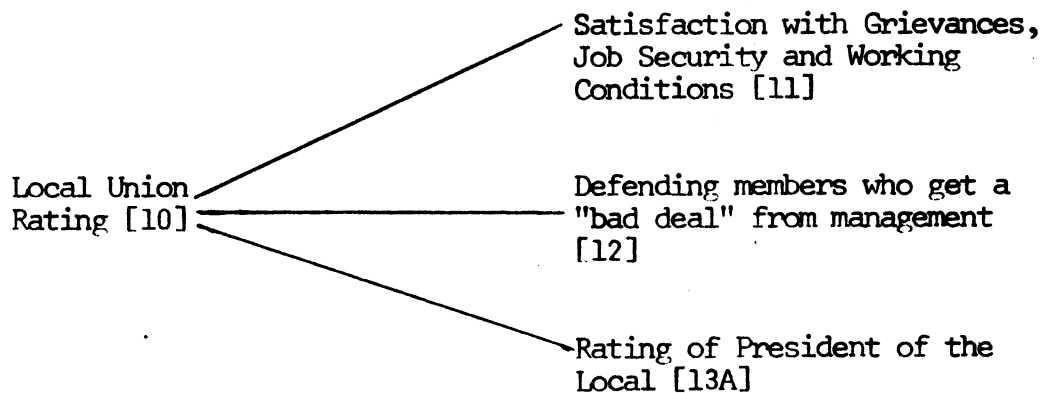 Satisfaction with Grievances,
Job Security and Working
Conditions [11]
Local Union
Rating [10]
Defending members who get a
"bad deal" from management
[12]
Rating of President of the
Local [13A]